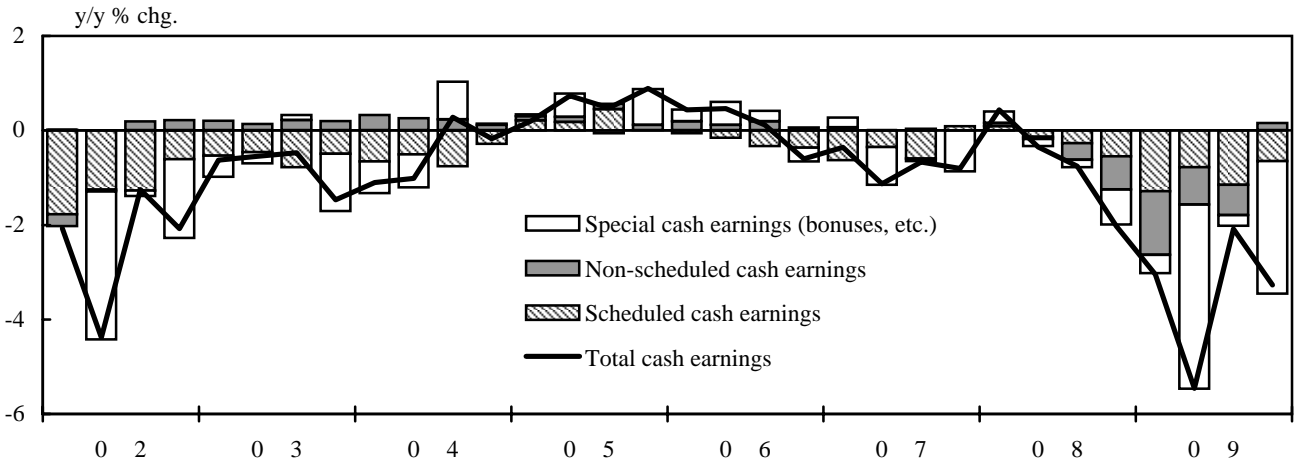 y/y % chg.
2
0
-2
-4
-6
Special cash earnings (bonuses, etc.)
Non-scheduled cash earnings
Scheduled cash earnings
Total cash earnings
0 2 0 3 0 4 0 5 0 6 0 7 0 8 0 9